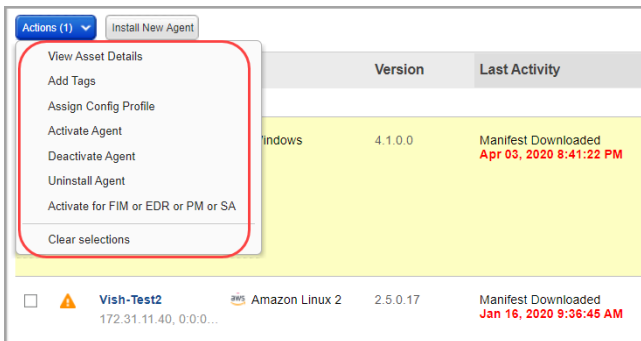 Actions (1) Install New Agent
Version Last Activity
View Asset Details
Add Tags
Assign Config Profile
Activate Agent
Deactivate Agent
Uninstall Agent
Activate for FIM or EDR or PM or SA
Clear selections
indows 4.1.0.0 Manifest Downloaded
Apr 03, 2020 8:41:22 PM
Vish-Test2 aws Amazon Linux 2 2.5.0.17 Manifest Downloaded
172.31.11.40, 0:0:0... Jan 16, 2020 9:36:45 AM